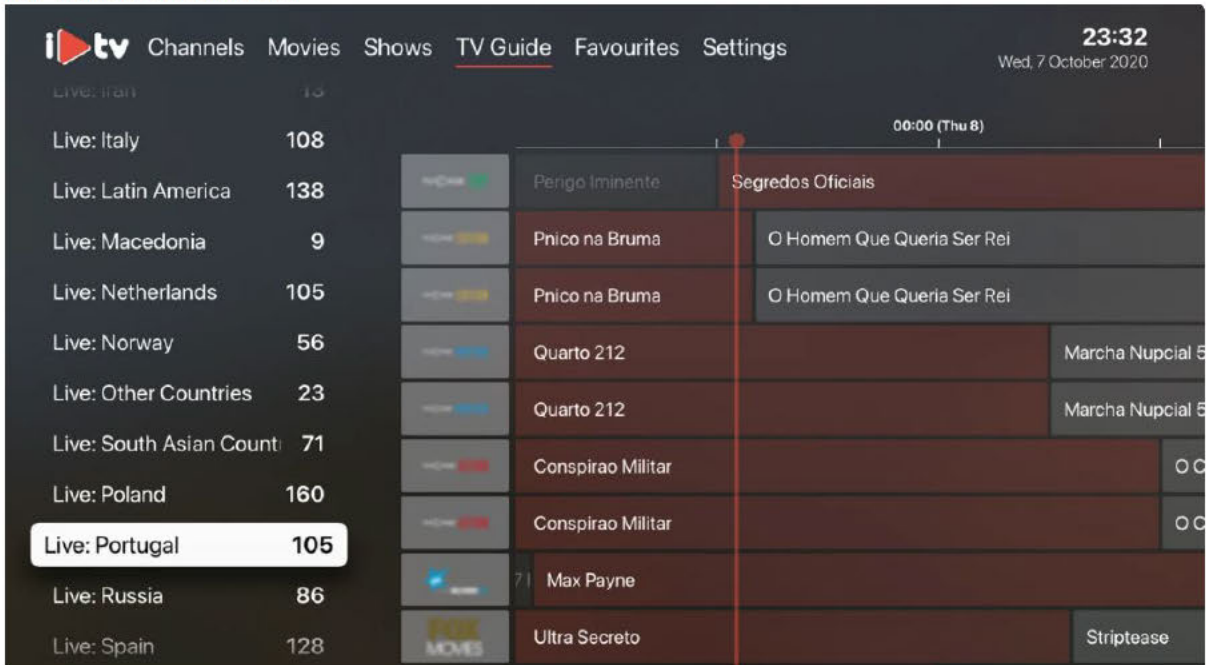 iptv Channels Movies Shows TV Guide Favourites Settings
23:32
Wed, 7 October 2020
Live: Iran 13
Live: Italy 108
Live: Latin America 138
Live: Macedonia 9
Live: Netherlands 105
Live: Norway 56
Live: Other Countries 23
Live: South Asian Count 71
Live: Poland 160
Live: Portugal 105
Live: Russia 86
Live: Spain 128
00:00 (Thu 8)
Perigo Iminente Segredos Oficiais
Pnico na Bruma O Homem Que Queria Ser Rei
Pnico na Bruma O Homem Que Queria Ser Rei
Quarto 212 Marcha Nupcial 5
Quarto 212 Marcha Nupcial 5
Conspirao Militar O C
Conspirao Militar O C
Max Payne
FOX MOVIES Ultra Secreto Striptease